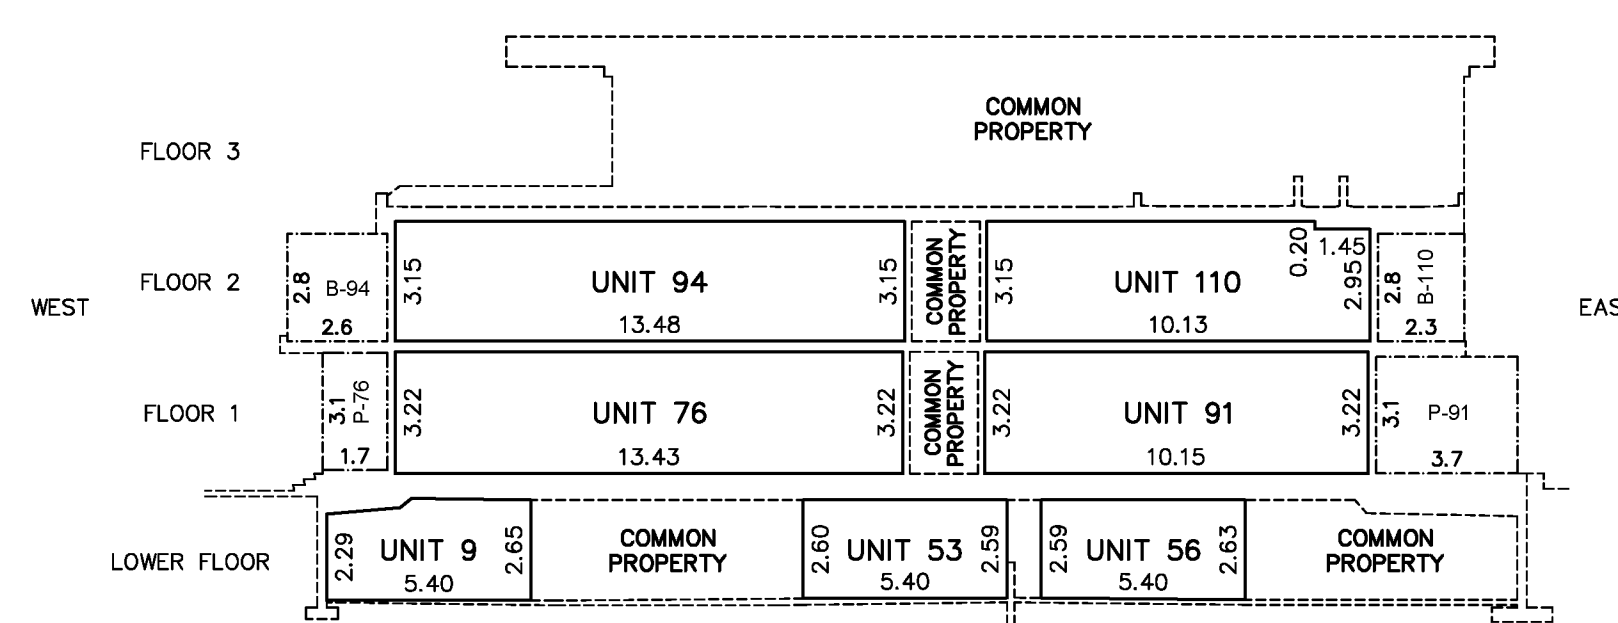 COMMON
PROPERTY
FLOOR 3
FLOOR 2
WEST
2.8
B-94
2.6
3.15
UNIT 94
13.48
3.15
COMMON
PROPERTY
3.15
UNIT 110
10.13
0.20
1.45
2.95
2.8
B-110
2.3
EAS
FLOOR 1
3.1
P-76
1.7
3.22
UNIT 76
13.43
3.22
COMMON
PROPERTY
3.22
UNIT 91
10.15
3.22
3.1
P-91
3.7
LOWER FLOOR
2.29
UNIT 9
5.40
2.65
COMMON
PROPERTY
2.60
UNIT 53
5.40
2.59
2.59
UNIT 56
5.40
2.63
COMMON
PROPERTY